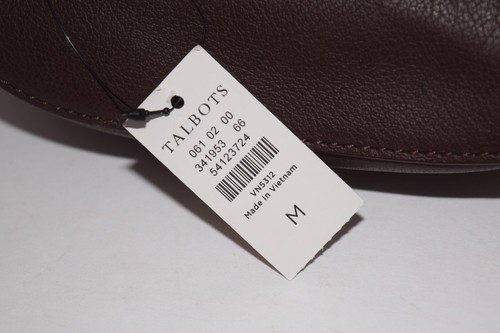 TALBOTS
061 02 00
341953 66
54123724
VN5312
Made in Vietnam
M